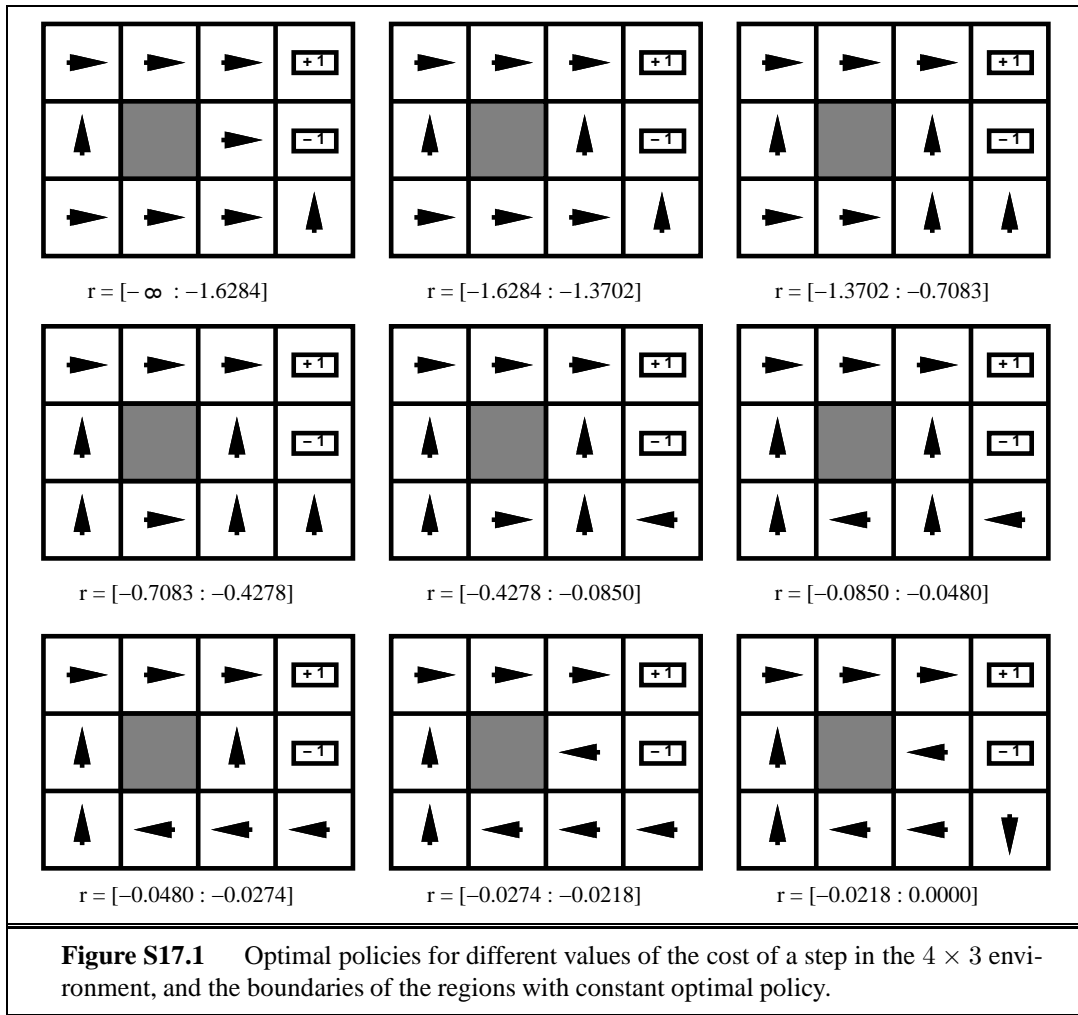 + 1 + 1 + 1
– 1 – 1 – 1
r = [– ∞ : –1.6284] r = [–1.6284 : –1.3702] r = [–1.3702 : –0.7083]
+ 1 + 1 + 1
– 1 – 1 – 1
r = [–0.7083 : –0.4278] r = [–0.4278 : –0.0850] r = [–0.0850 : –0.0480]
+ 1 + 1 + 1
– 1 – 1 – 1
r = [–0.0480 : –0.0274] r = [–0.0274 : –0.0218] r = [–0.0218 : 0.0000]
Figure S17.1 Optimal policies for different values of the cost of a step in the 4 × 3 envi-
ronment, and the boundaries of the regions with constant optimal policy.